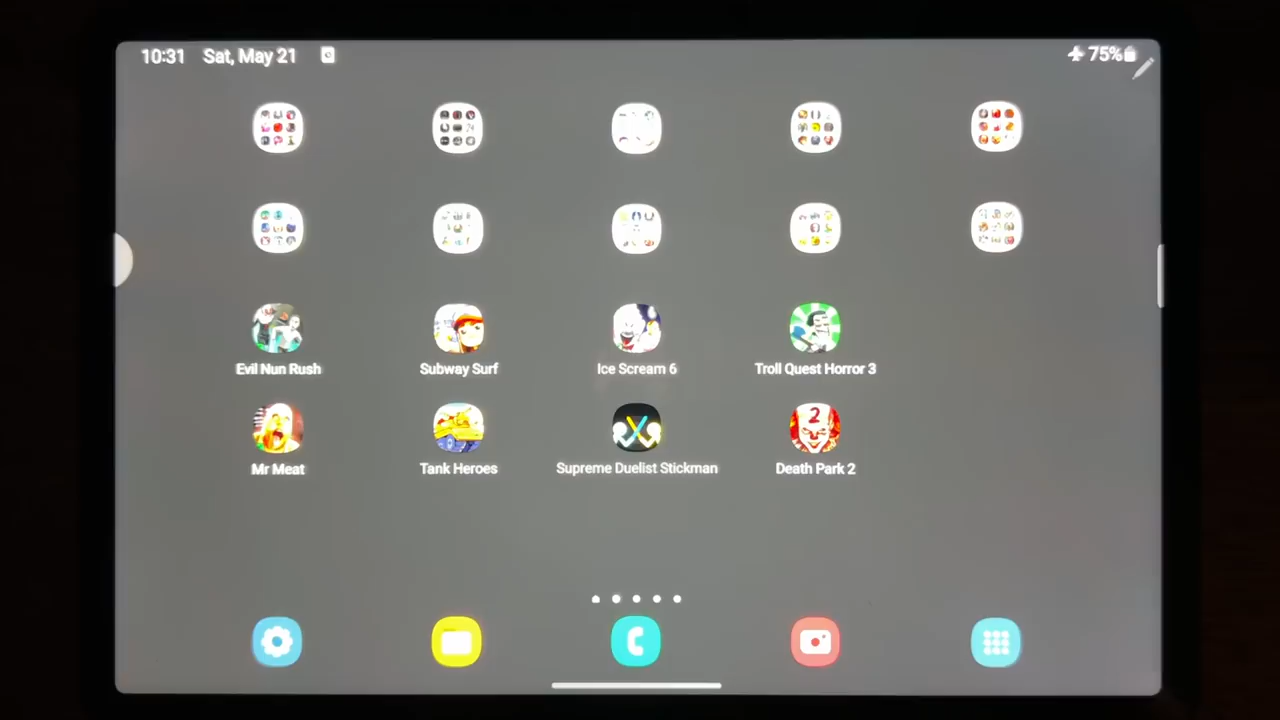 10:31 Sat, May 21 75%
Evil Nun Rush Subway Surf Ice Scream 6 Troll Quest Horror 3
2
Mr Meat Tank Heroes Supreme Duelist Stickman Death Park 2